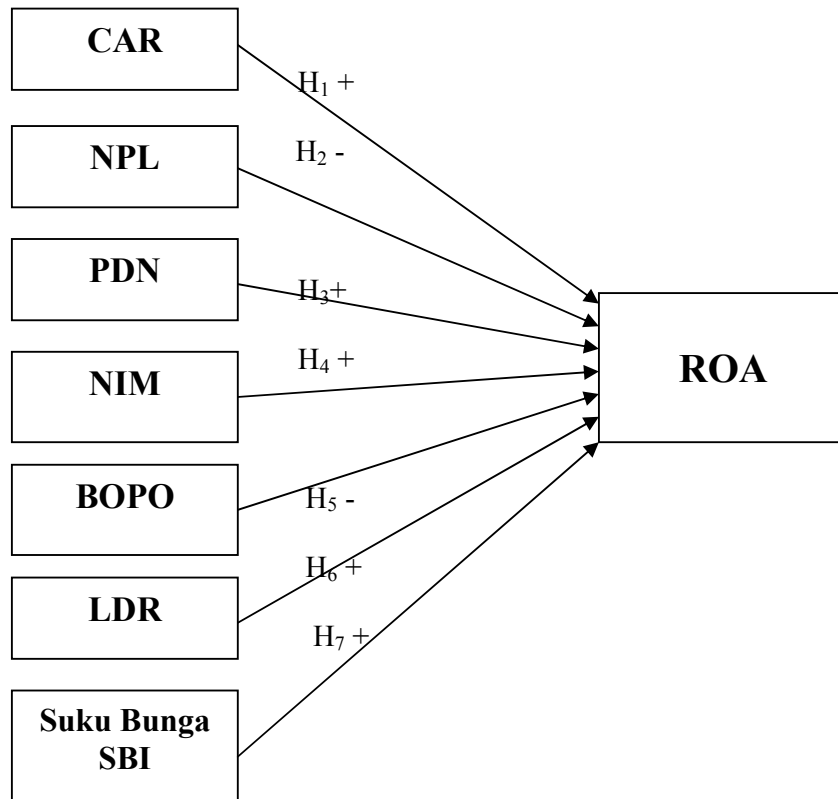 CAR
H₁ +
NPL
H₂ -
PDN
H₃+
NIM
H₄ +
ROA
BOPO
H₅ -
LDR
H₆ +
H₇ +
Suku Bunga
SBI